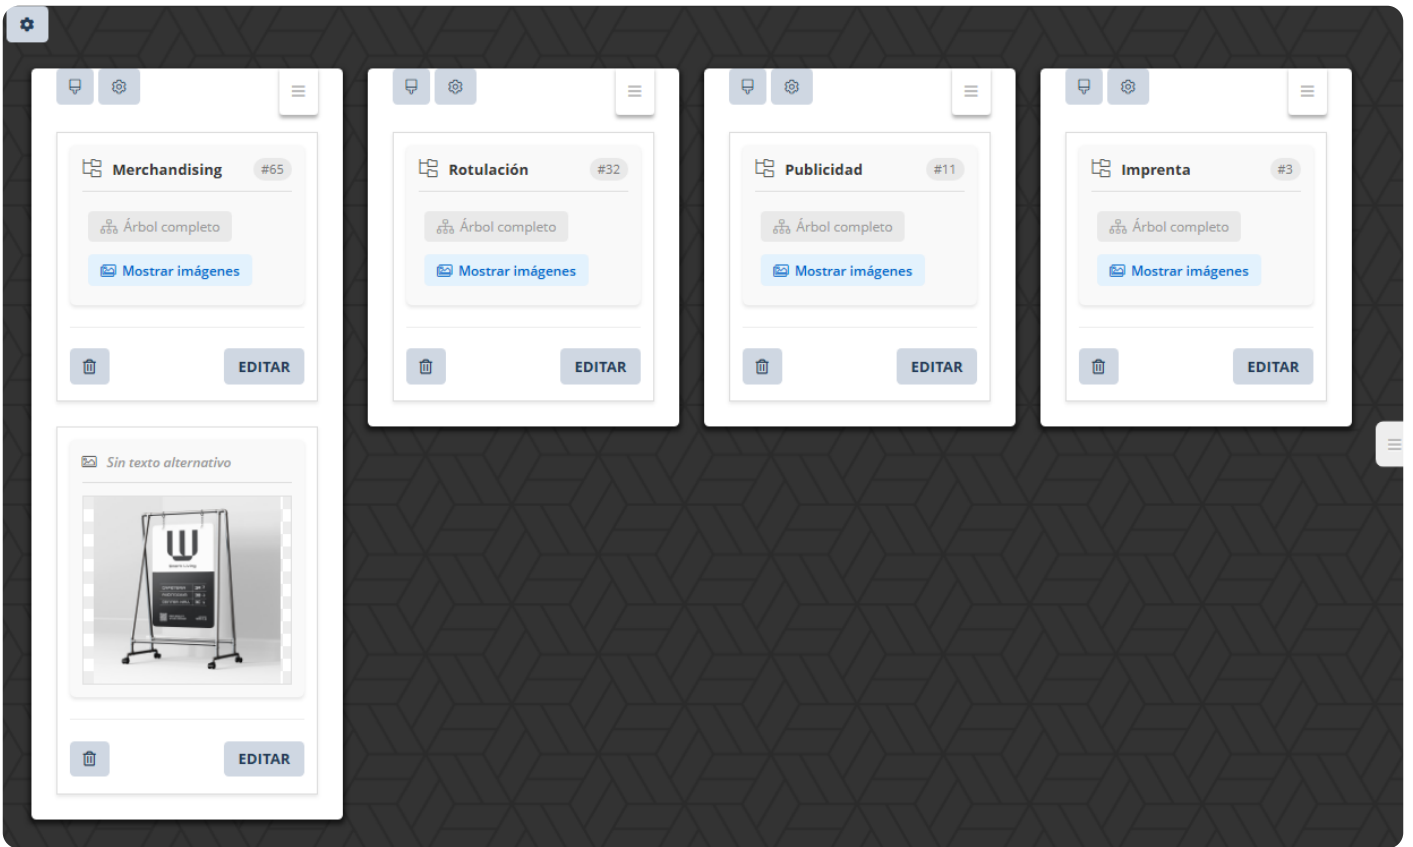 Merchandising #65
Árbol completo
Mostrar imágenes
EDITAR
Sin texto alternativo
EDITAR
Rotulación #32
Árbol completo
Mostrar imágenes
EDITAR
Publicidad #11
Árbol completo
Mostrar imágenes
EDITAR
Imprenta #3
Árbol completo
Mostrar imágenes
EDITAR